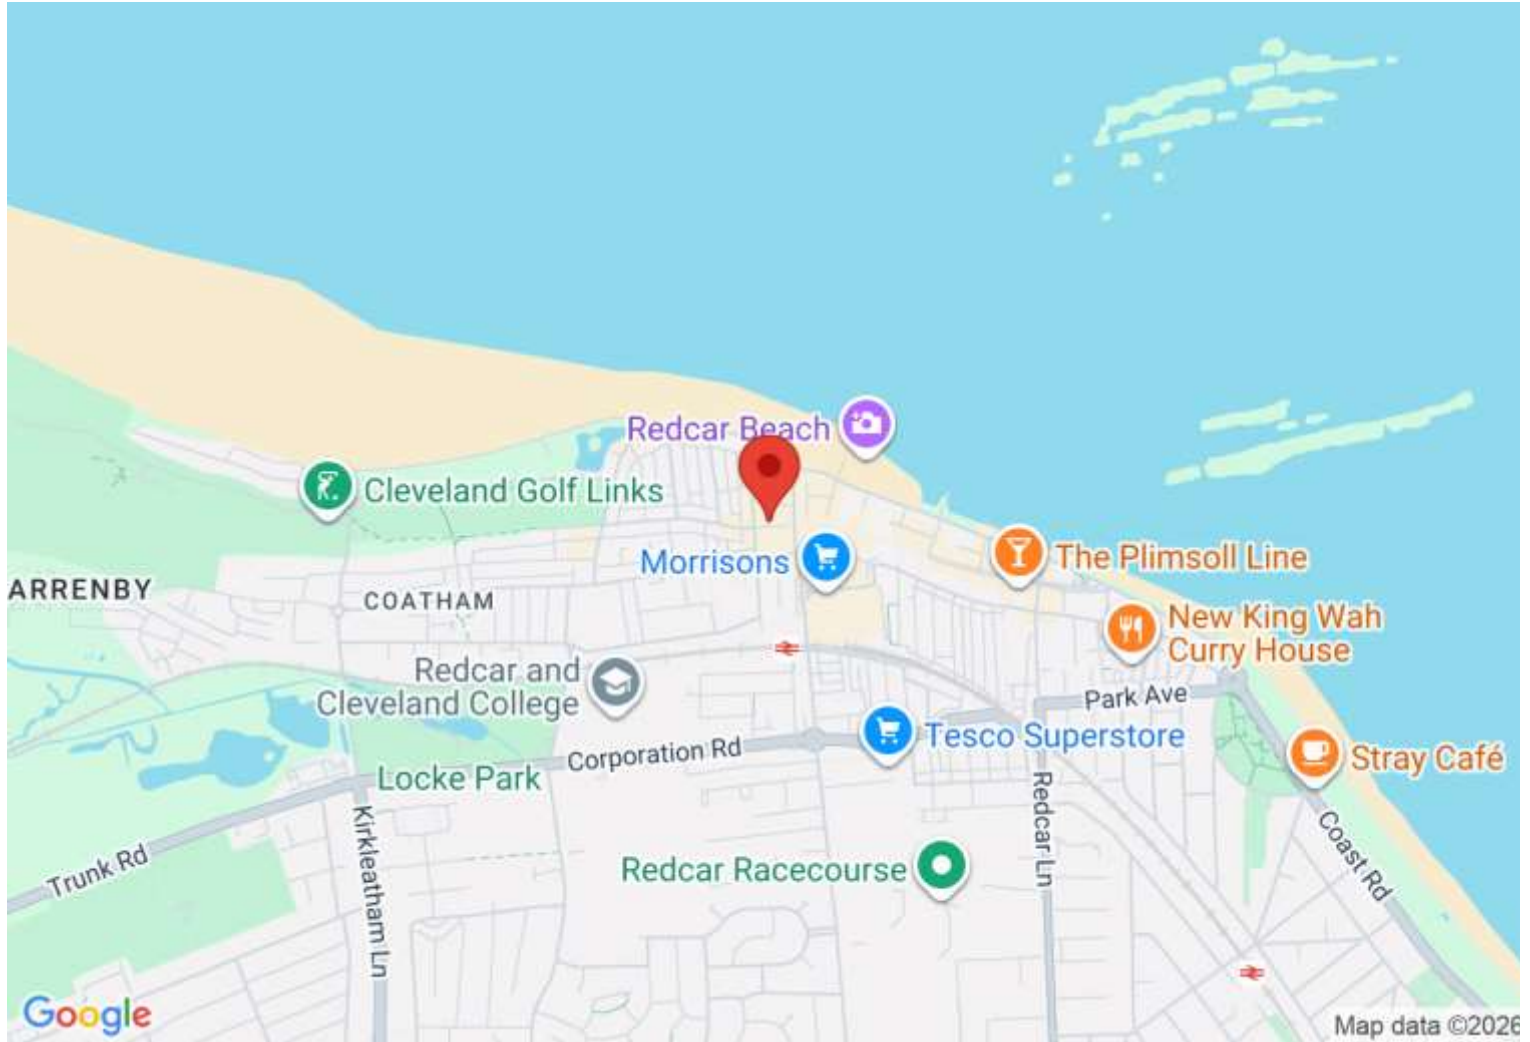 Redcar Beach
Cleveland Golf Links
Morrisons
The Plimsoll Line
ARRENBY
COATHAM
New King Wah
Curry House
Redcar and
Cleveland College
Park Ave
Tesco Superstore
Corporation Rd
Stray Café
Locke Park
Redcar Ln
Kirkleatham Ln
Coast Rd
Trunk Rd
Redcar Racecourse
Google
Map data ©2026